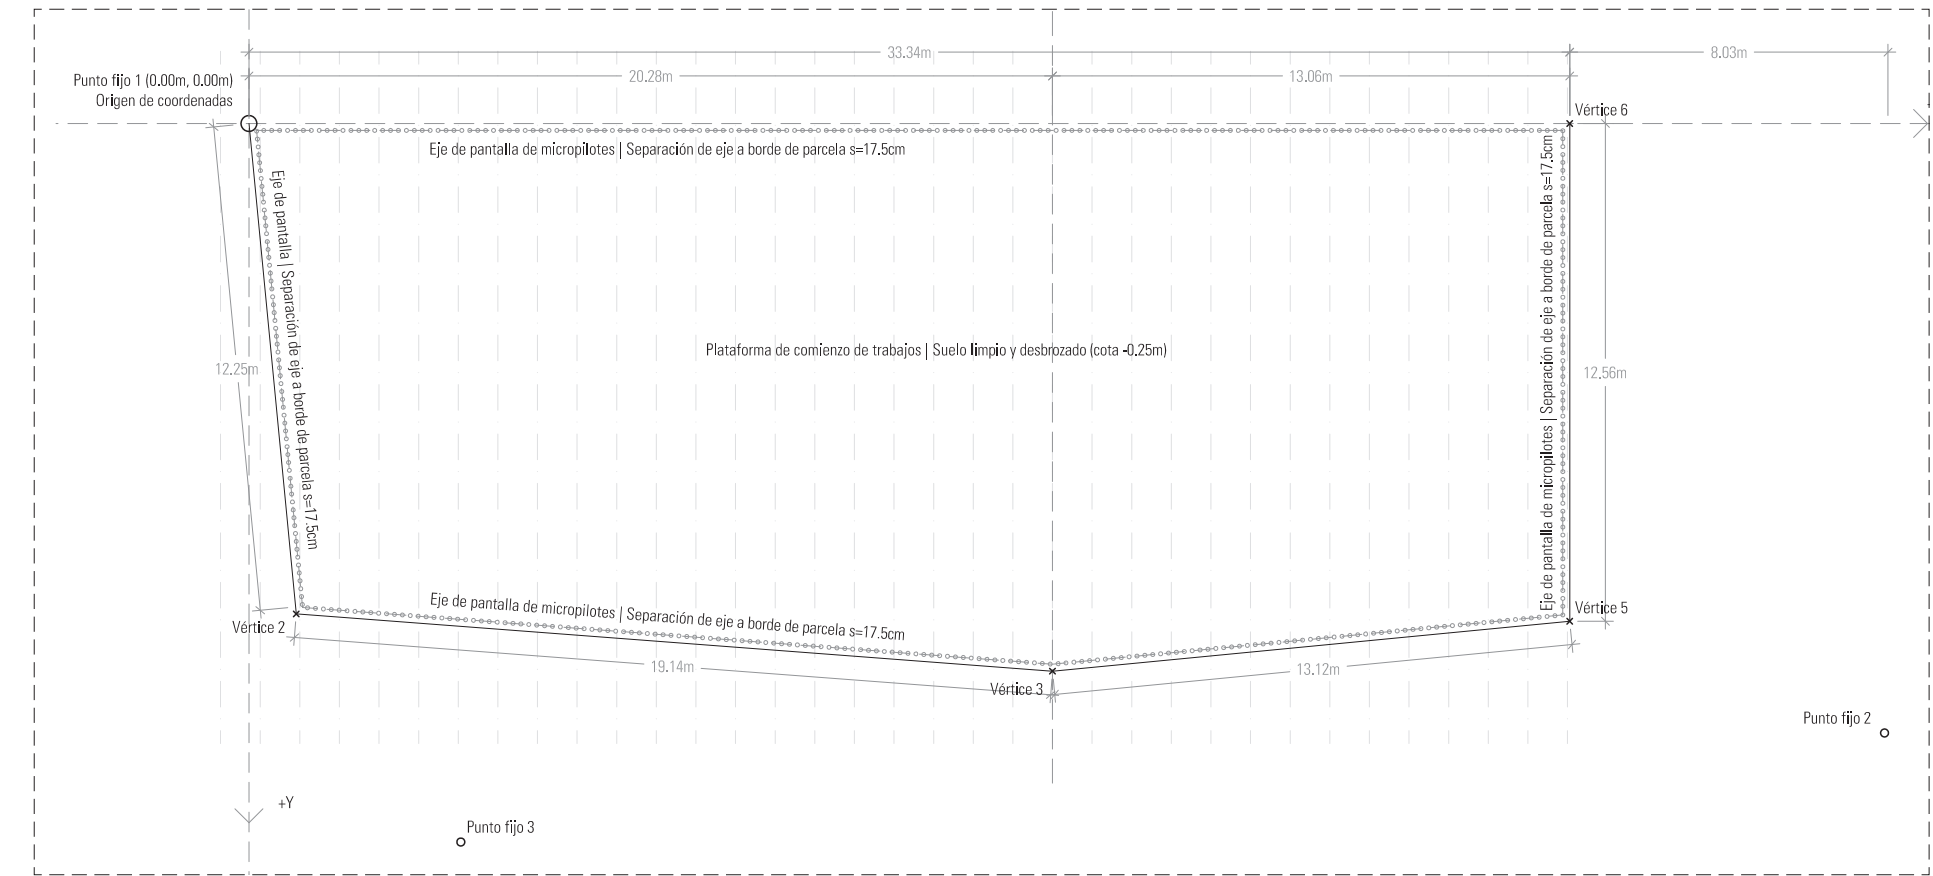 33.34m
8.03m
20.28m
13.06m
Punto fijo 1 (0.00m, 0.00m)
Origen de coordenadas
Vértice 6
Eje de pantalla de micropilotes | Separación de eje a borde de parcela s=17.5cm
Eje de pantalla | Separación de eje a borde de parcela s=17.5cm
Eje de pantalla de micropilotes | Separación de eje a borde de parcela s=17.5cm
Plataforma de comienzo de trabajos | Suelo limpio y desbrozado (cota -0.25m)
12.25m
12.56m
Eje de pantalla de micropilotes | Separación de eje a borde de parcela s=17.5cm
Vértice 5
Vértice 2
19.14m
13.12m
Vértice 3
Punto fijo 2
+Y
Punto fijo 3